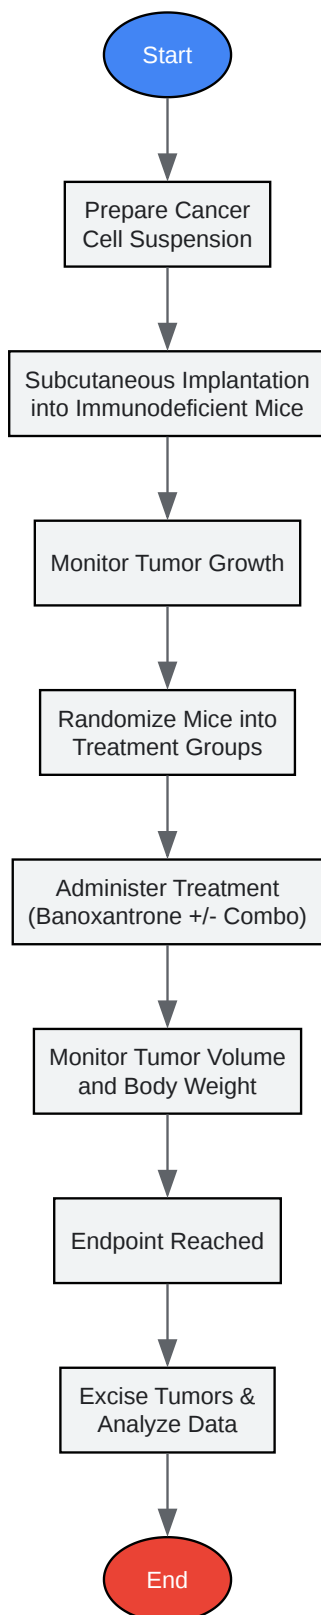 Start
Prepare Cancer
Cell Suspension
Subcutaneous Implantation
into Immunodeficient Mice
Monitor Tumor Growth
Randomize Mice into
Treatment Groups
Administer Treatment
(Banoxantrone +/- Combo)
Monitor Tumor Volume
and Body Weight
Endpoint Reached
Excise Tumors &
Analyze Data
End